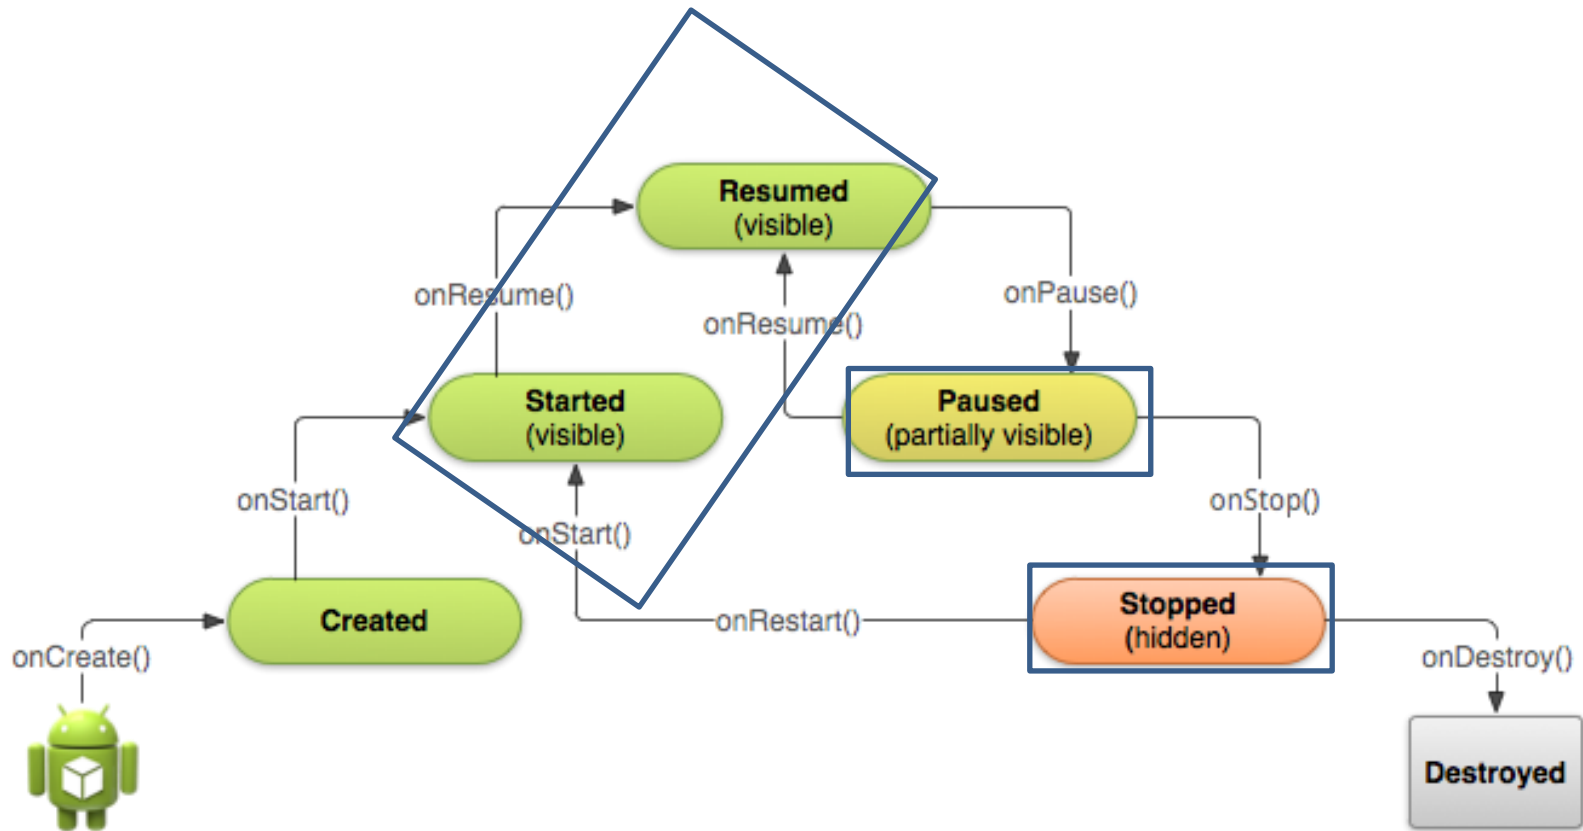 Resumed
(visible)
onResume()
onPause()
onResume()
Started
(visible)
Paused
(partially visible)
onStart()
onStop()
onStart()
Created
onRestart()
Stopped
(hidden)
onCreate()
onDestroy()
Destroyed